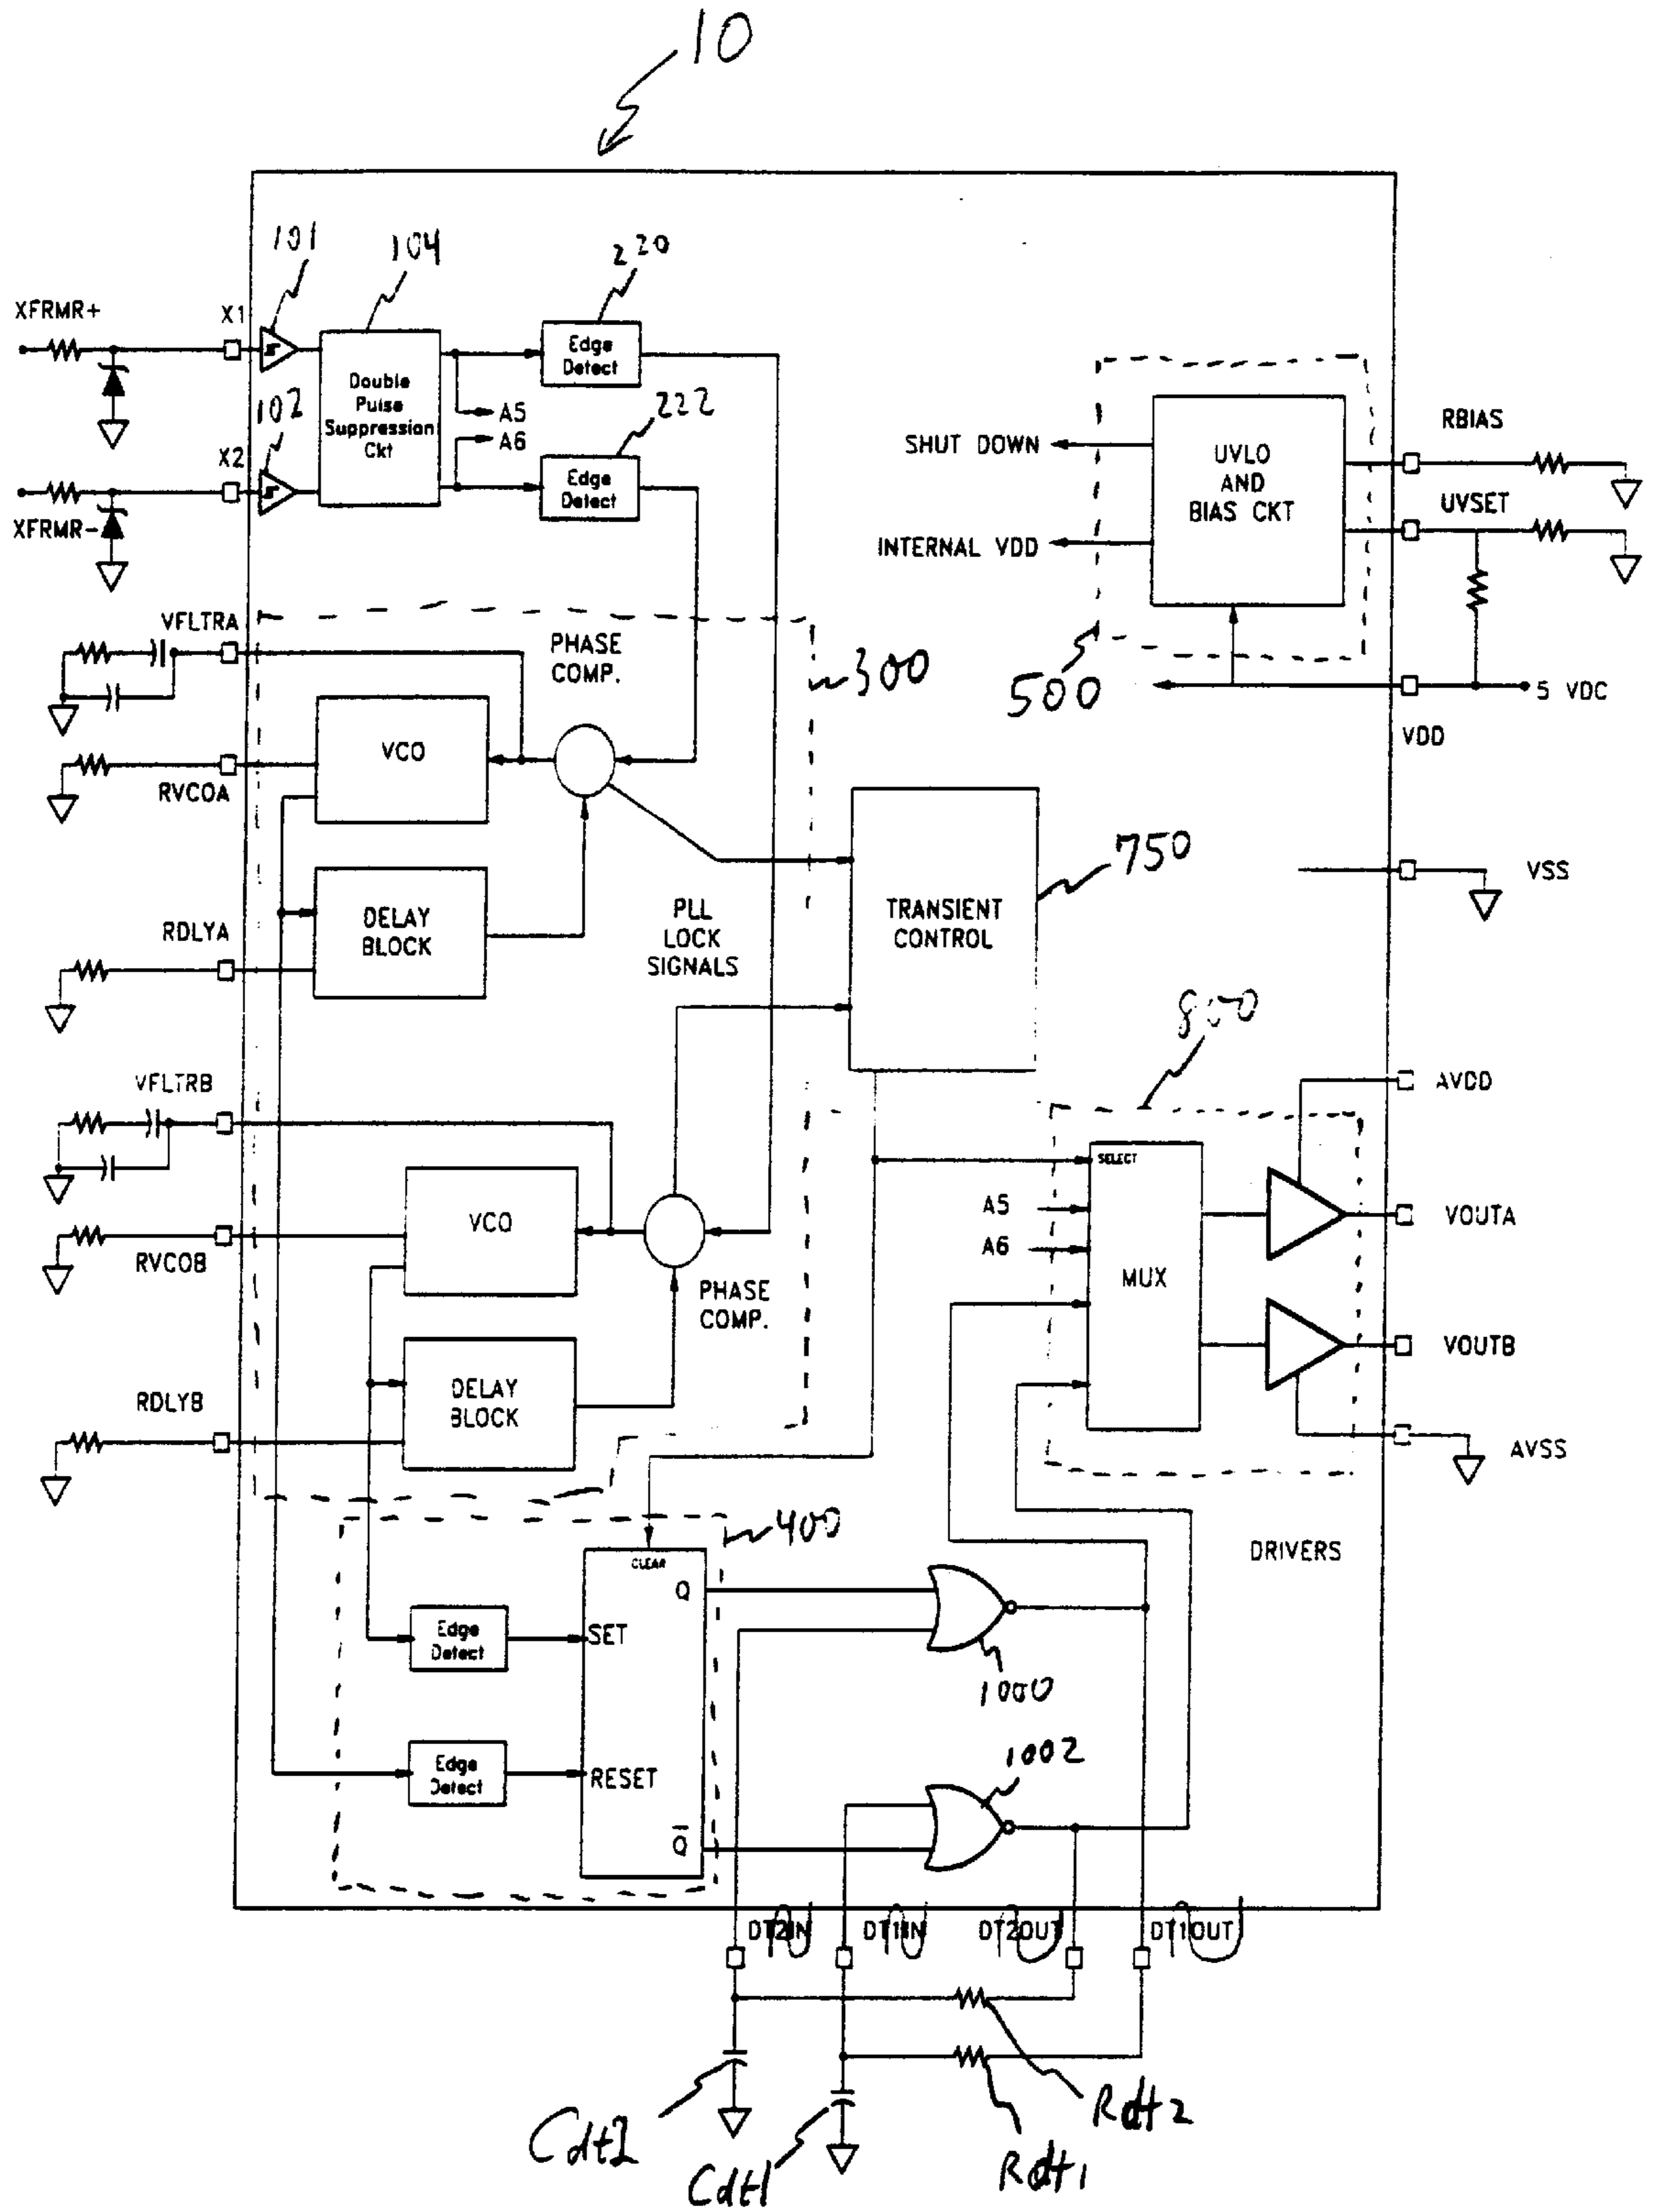 10
101
104
220
XFRMR+
X1
Edge
Detect
Double
Pulse
Suppression
Ckt
A5
A6
102
222
X2
Edge
Detect
XFRMR-
SHUT DOWN
INTERNAL VDD
UVLO
AND
BIAS CKT
RBIAS
UVSET
500
5 VDC
VDD
VFLTRA
PHASE
COMP.
300
VCO
RVCOA
DELAY
BLOCK
RDLYA
PLL
LOCK
SIGNALS
TRANSIENT
CONTROL
750
VSS
800
VFLTRB
AVDD
SELECT
A5
A6
MUX
VOUTA
VOUTB
VCO
RVCOB
PHASE
COMP.
DELAY
BLOCK
RDLYB
AVSS
400
DRIVERS
CLEAR
Q
Edge
Detect
SET
1000
Edge
Detect
RESET
1002
Q̅
DT2IN
DT1IN
DT2OUT
DT1OUT
Cdt2
Cdt1
Rdt2
Rdt1